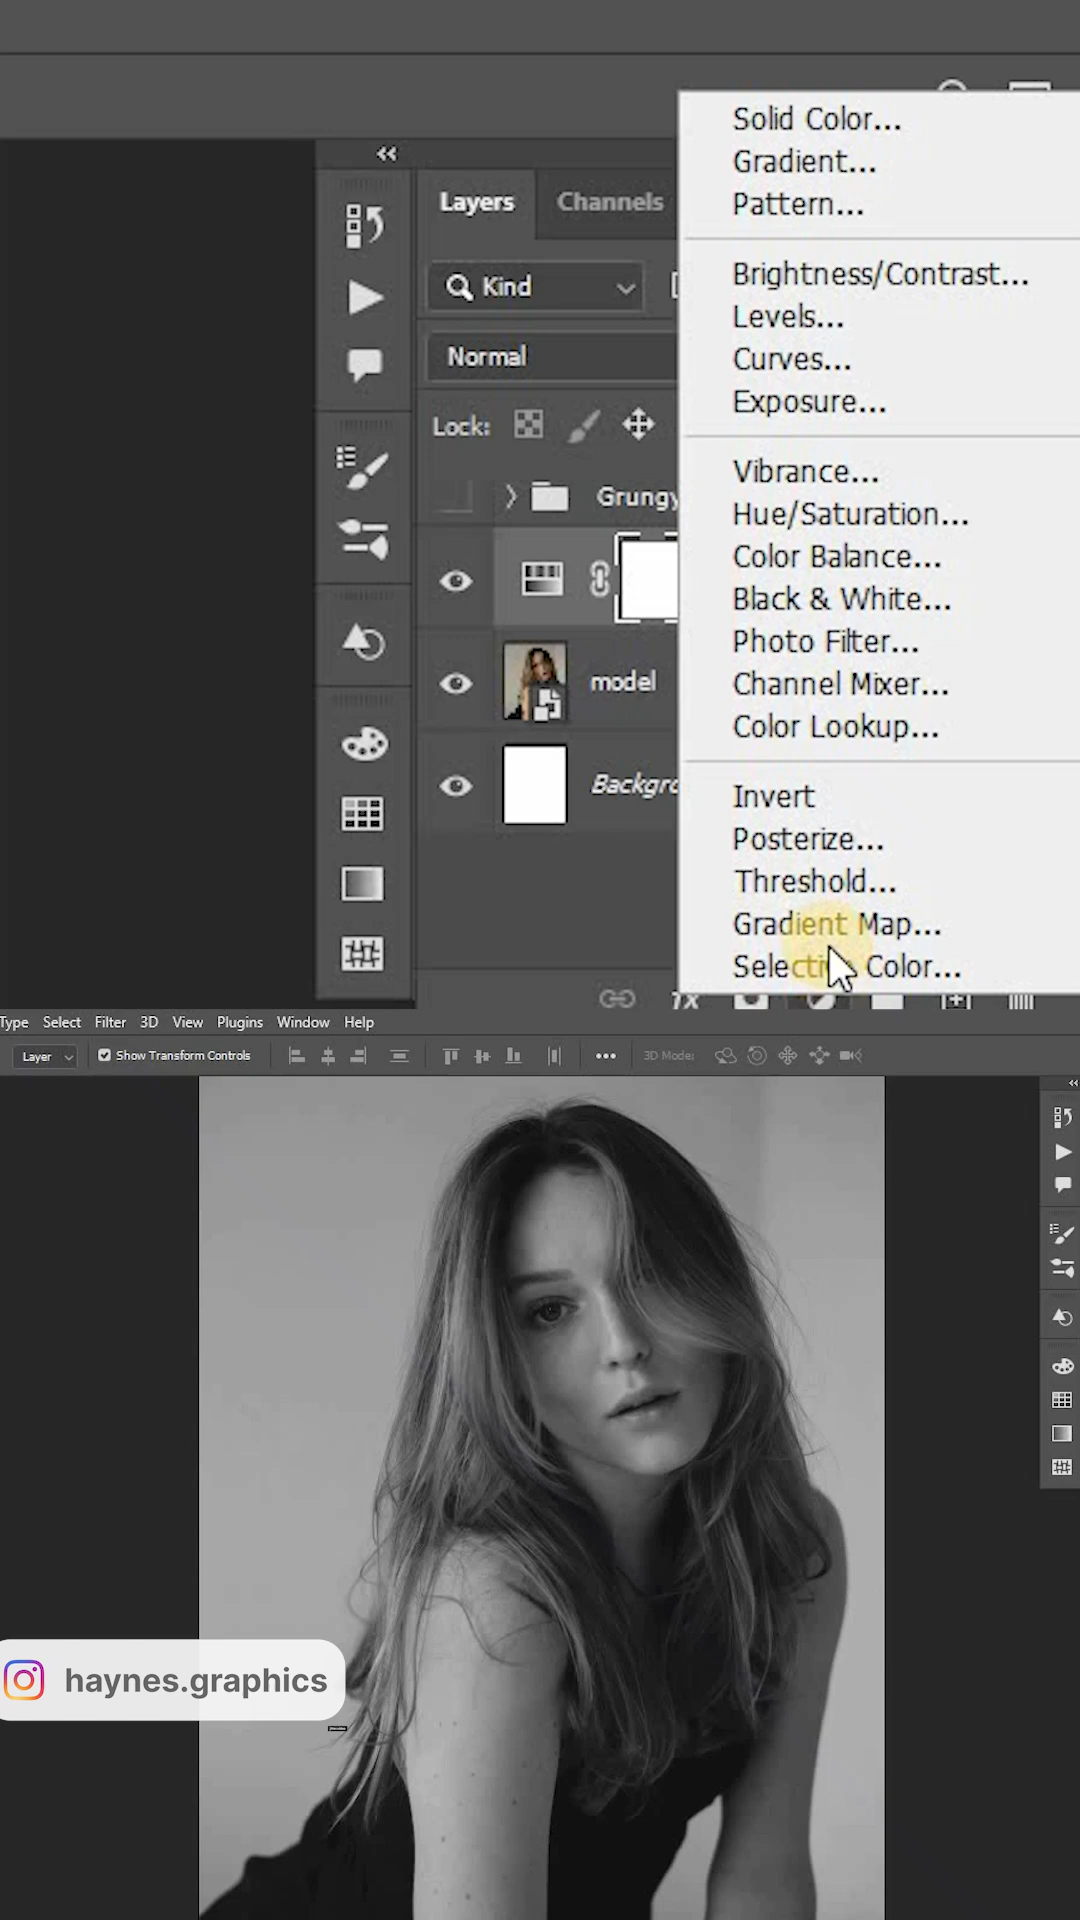 Solid Color...
Gradient...
Pattern...
Layers
Channels
Brightness/Contrast...
Kind
Levels...
Normal
Curves...
Exposure...
Lock:
Vibrance...
Grungy
Hue/Saturation...
Color Balance...
Black & White...
Photo Filter...
model
Channel Mixer...
Color Lookup...
Backgro
Invert
Posterize...
Threshold...
Gradient Map...
Selective Color...
fx
Type Select Filter 3D View Plugins Window Help
Layer
Show Transform Controls
3D Mode:
haynes.graphics